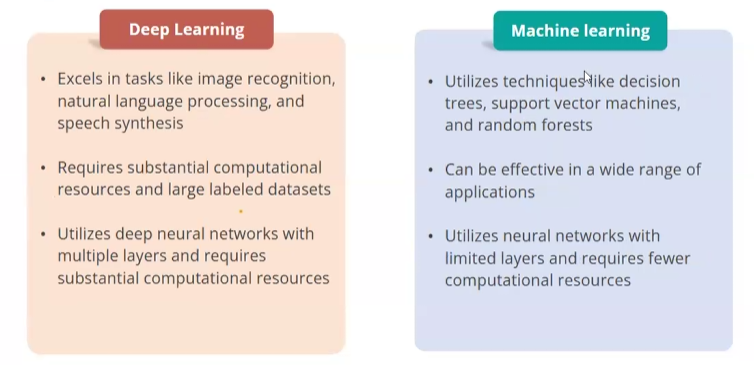 Deep Learning
• Excels in tasks like image recognition,
natural language processing, and
speech synthesis
• Requires substantial computational
resources and large labeled datasets
• Utilizes deep neural networks with
multiple layers and requires
substantial computational resources
Machine learning
• Utilizes techniques like decision
trees, support vector machines,
and random forests
• Can be effective in a wide range of
applications
• Utilizes neural networks with
limited layers and requires fewer
computational resources